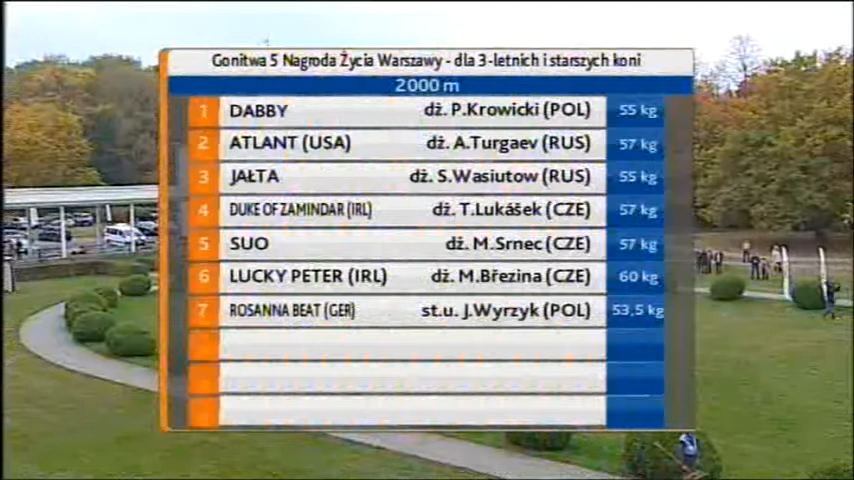 Gonitwa 5 Nagroda Życia Warszawy - dla 3-letnich i starszych koni
2000 m
1 DABBY dż. P.Krowicki (POL) 55 kg
2 ATLANT (USA) dż. A.Turgaev (RUS) 57 kg
3 JAŁTA dż. S.Wasiutow (RUS) 55 kg
4 DUKE OF ZAMINDAR (IRL) dż. T.Lukášek (CZE) 57 kg
5 SUO dż. M.Srnec (CZE) 57 kg
6 LUCKY PETER (IRL) dż. M.Březina (CZE) 60 kg
7 ROSANNA BEAT (GER) st.u. J.Wyrzyk (POL) 53,5 kg